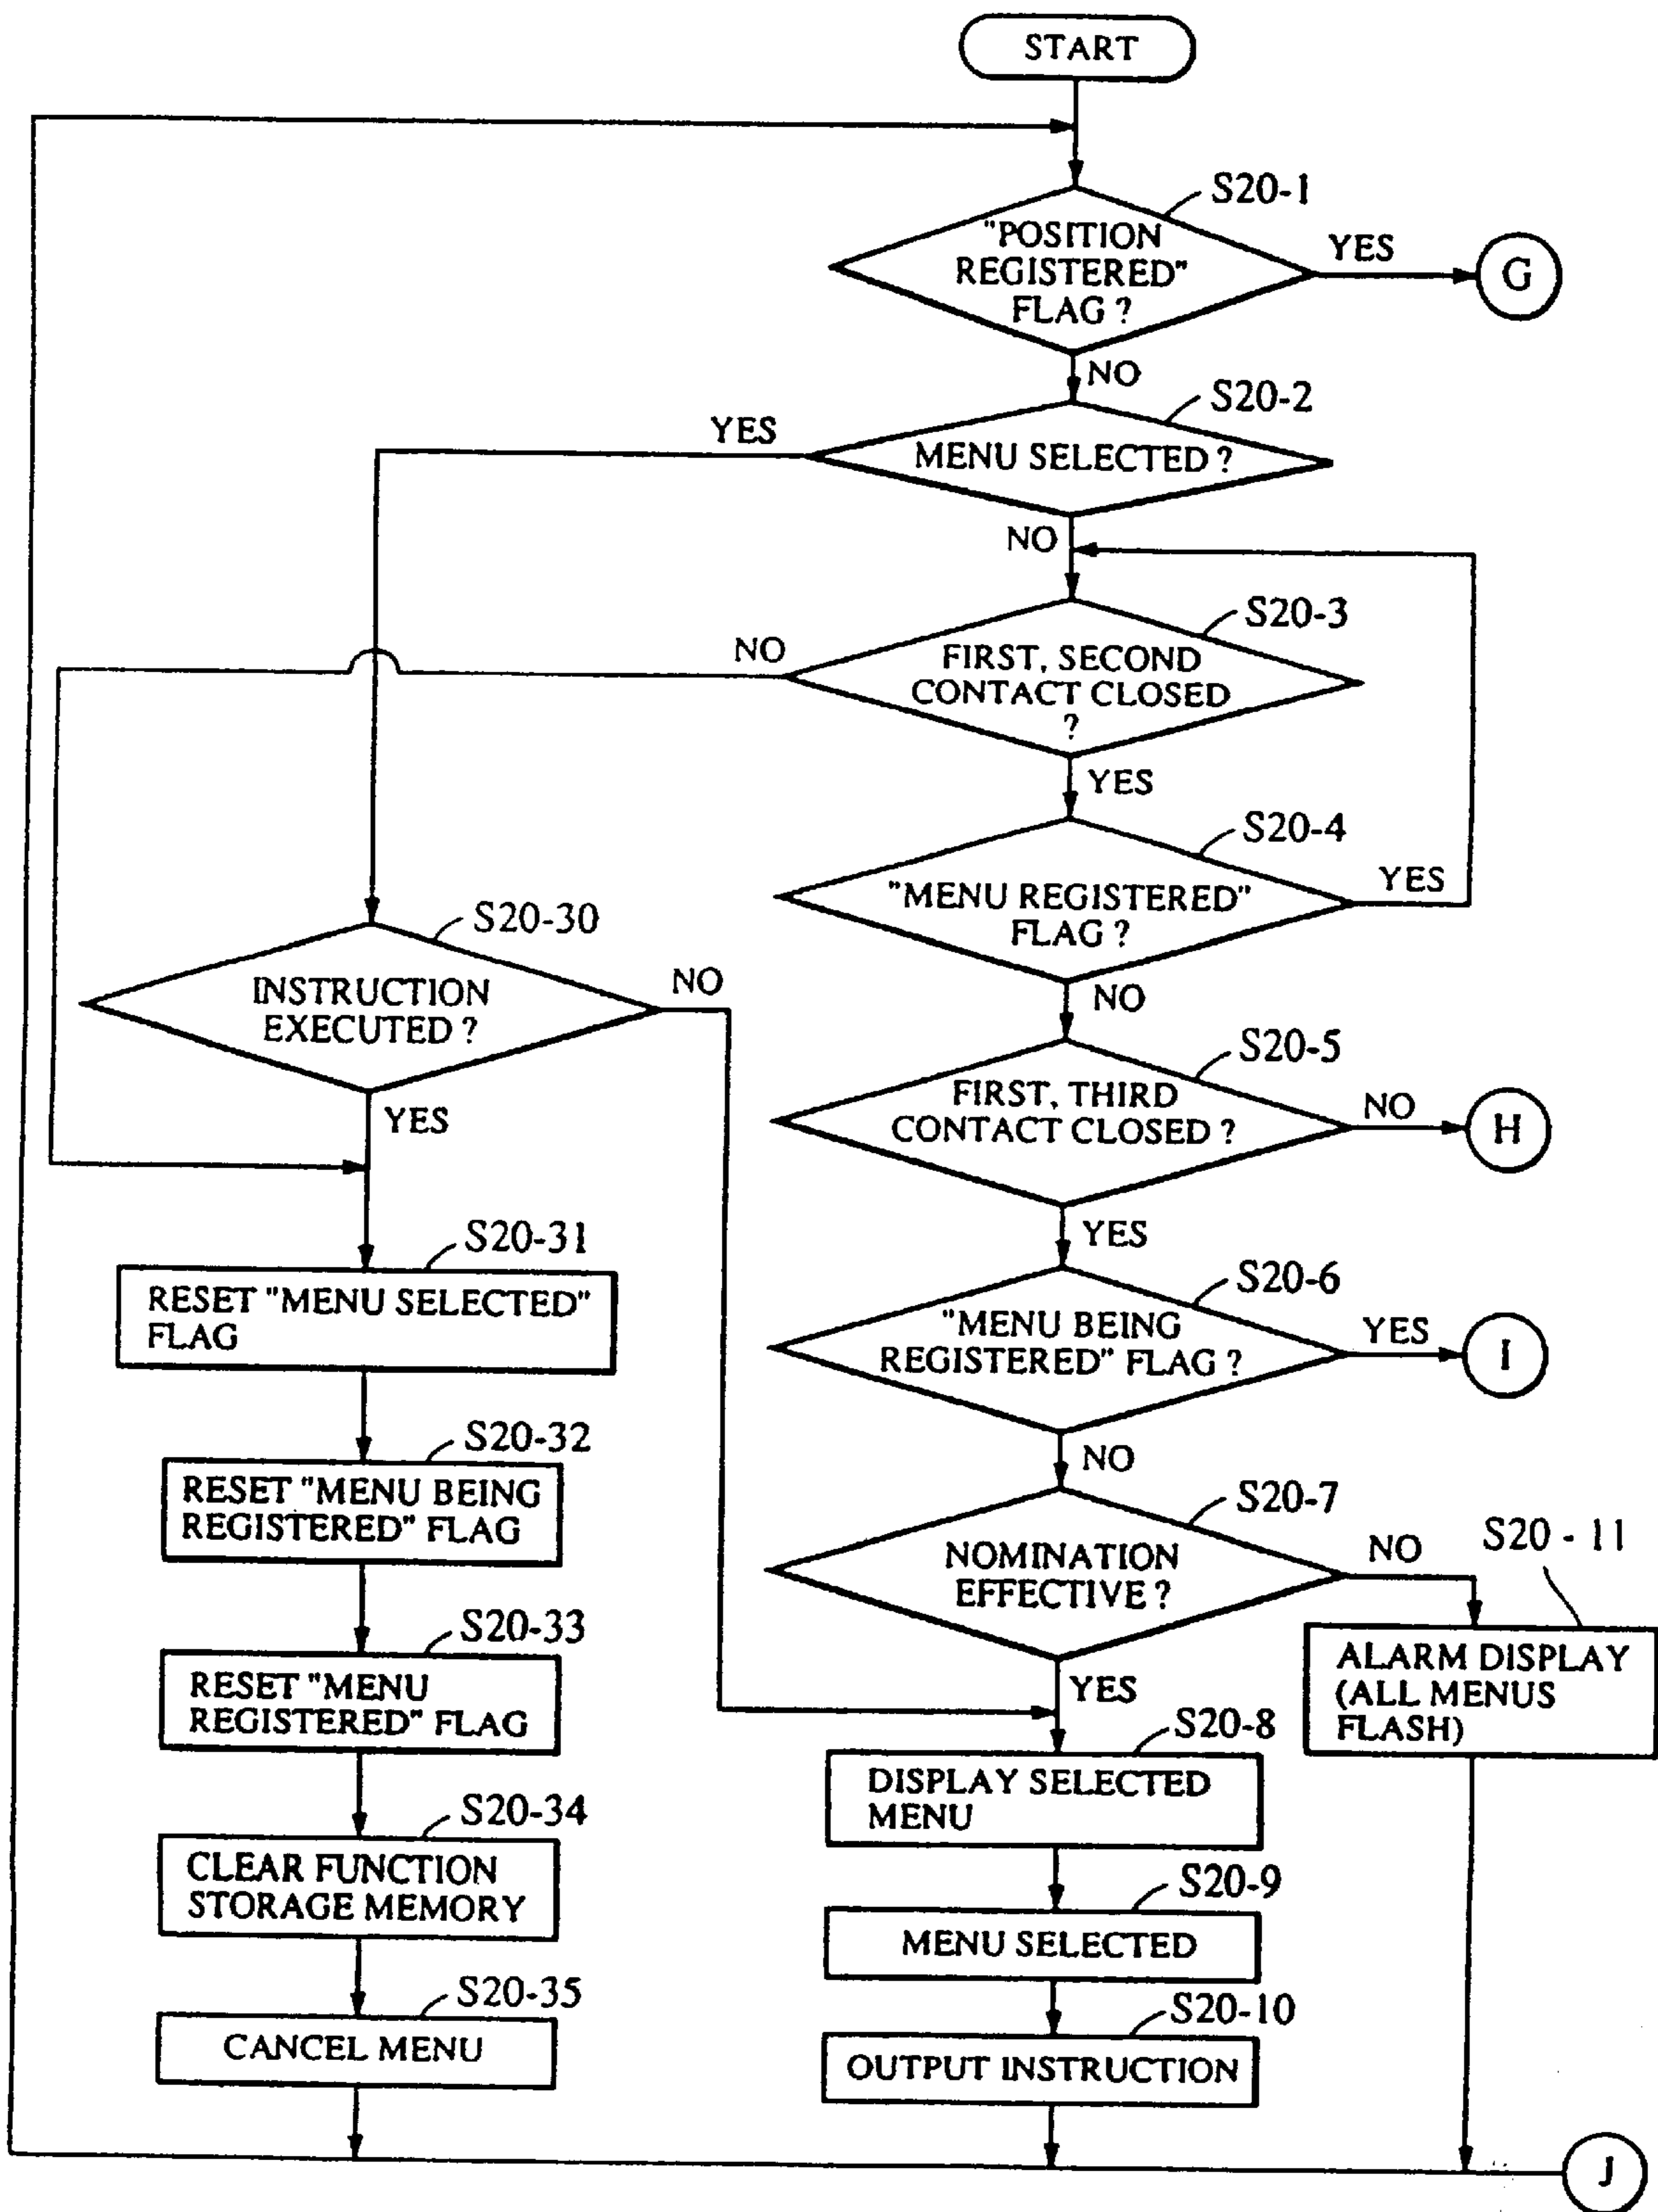 START
S20-1
"POSITION
REGISTERED"
FLAG ?
YES
G
NO
S20-2
YES
MENU SELECTED ?
NO
S20-3
NO
FIRST, SECOND
CONTACT CLOSED
?
YES
S20-4
"MENU REGISTERED"
FLAG ?
YES
NO
S20-30
INSTRUCTION
EXECUTED ?
NO
YES
S20-5
FIRST, THIRD
CONTACT CLOSED ?
NO
H
YES
S20-6
"MENU BEING
REGISTERED" FLAG ?
YES
I
NO
S20-7
NOMINATION
EFFECTIVE ?
NO
YES
S20 - 11
ALARM DISPLAY
(ALL MENUS
FLASH)
S20-31
RESET "MENU SELECTED"
FLAG
S20-32
RESET "MENU BEING
REGISTERED" FLAG
S20-33
RESET "MENU
REGISTERED" FLAG
S20-34
CLEAR FUNCTION
STORAGE MEMORY
S20-35
CANCEL MENU
S20-8
DISPLAY SELECTED
MENU
S20-9
MENU SELECTED
S20-10
OUTPUT INSTRUCTION
J